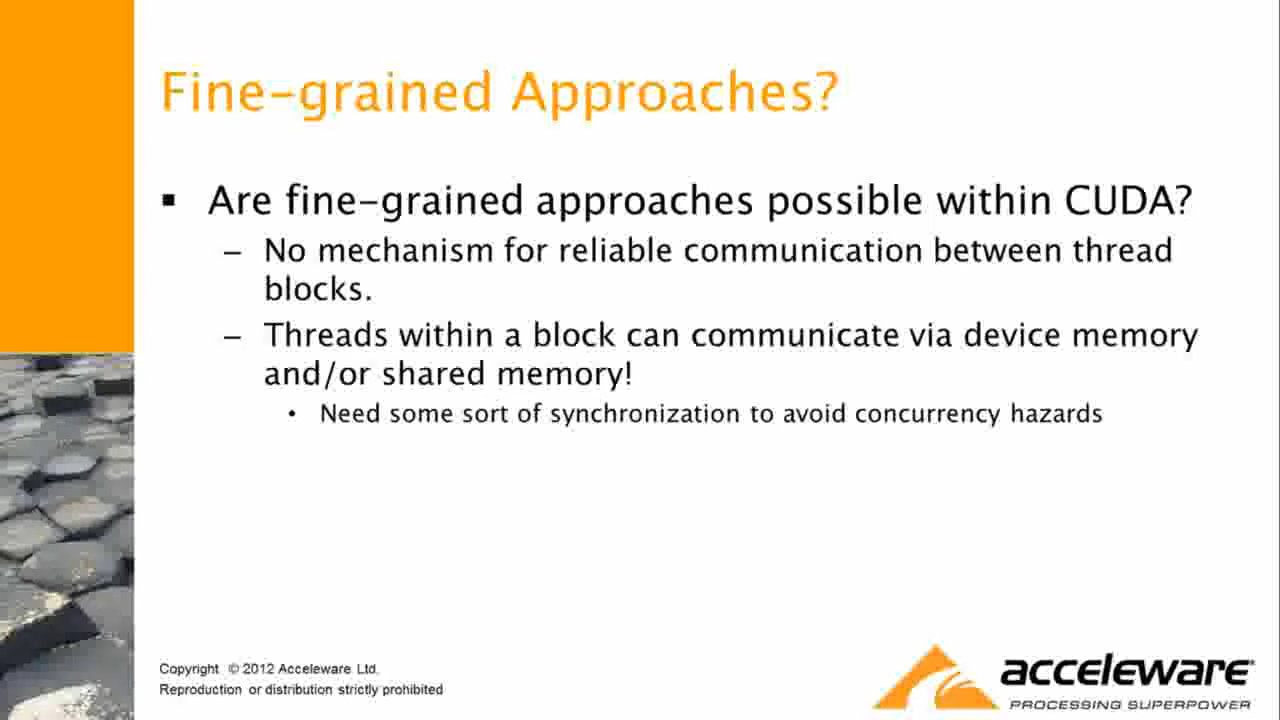 Fine-grained Approaches?
▪ Are fine-grained approaches possible within CUDA?
– No mechanism for reliable communication between thread
blocks.
– Threads within a block can communicate via device memory
and/or shared memory!
• Need some sort of synchronization to avoid concurrency hazards
Copyright © 2012 Acceleware Ltd.
Reproduction or distribution strictly prohibited
acceleware
PROCESSING SUPERPOWER